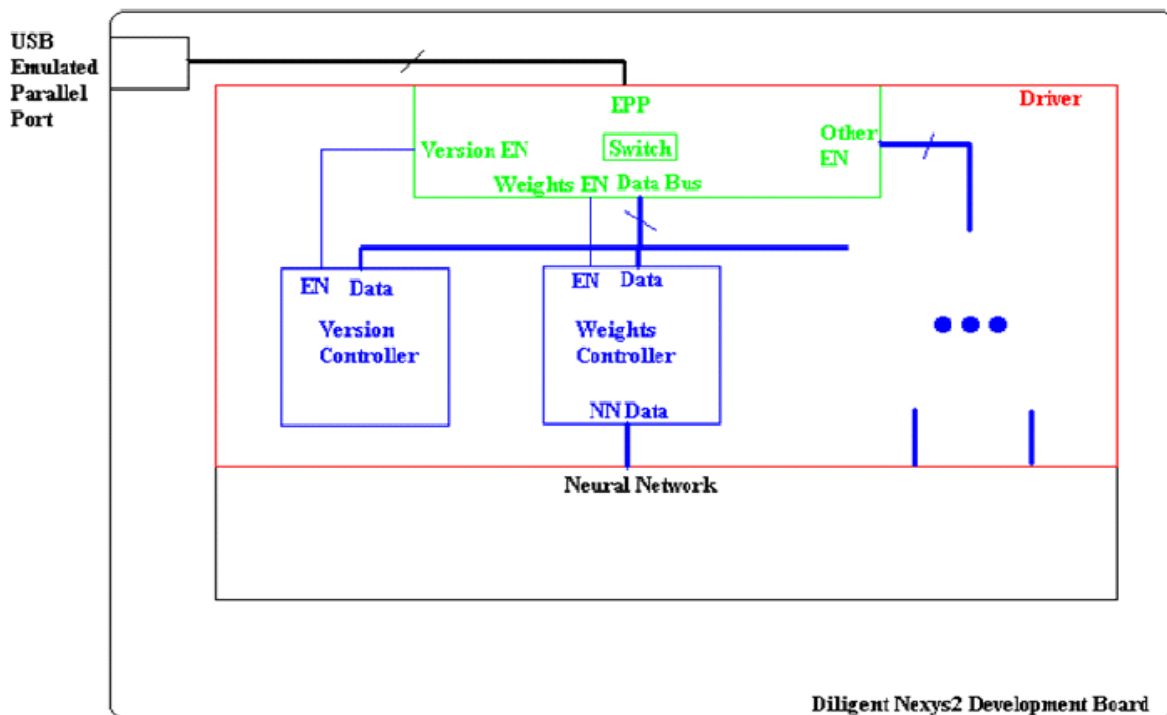 USB
Emulated
Parallel
Port
Driver
EPP
Switch
Version EN
Other
EN
Weights EN
Data Bus
EN
Data
Version
Controller
EN
Data
Weights
Controller
NN Data
Neural Network
Diligent Nexys2 Development Board